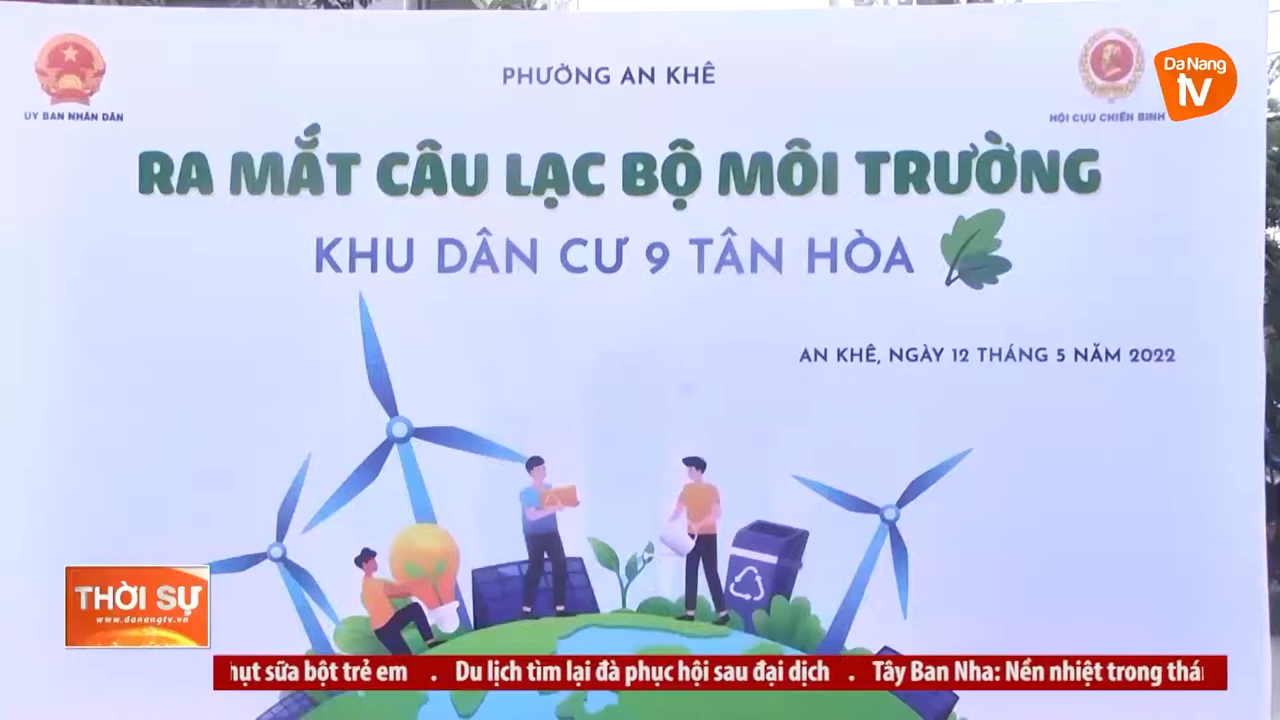 PHƯỜNG AN KHÊ
Da Nang
tv
ỦY BAN NHÂN DÂN
HỘI CỰU CHIẾN BINH
RA MẮT CÂU LẠC BỘ MÔI TRƯỜNG
KHU DÂN CƯ 9 TÂN HÒA
AN KHÊ, NGÀY 12 THÁNG 5 NĂM 2022
THỜI SỰ
www.danangtv.vn
sữa bột trẻ em . Du lịch tìm lại đà phục hội sau đại dịch . Tây Ban Nha: Nền nhiệt trong